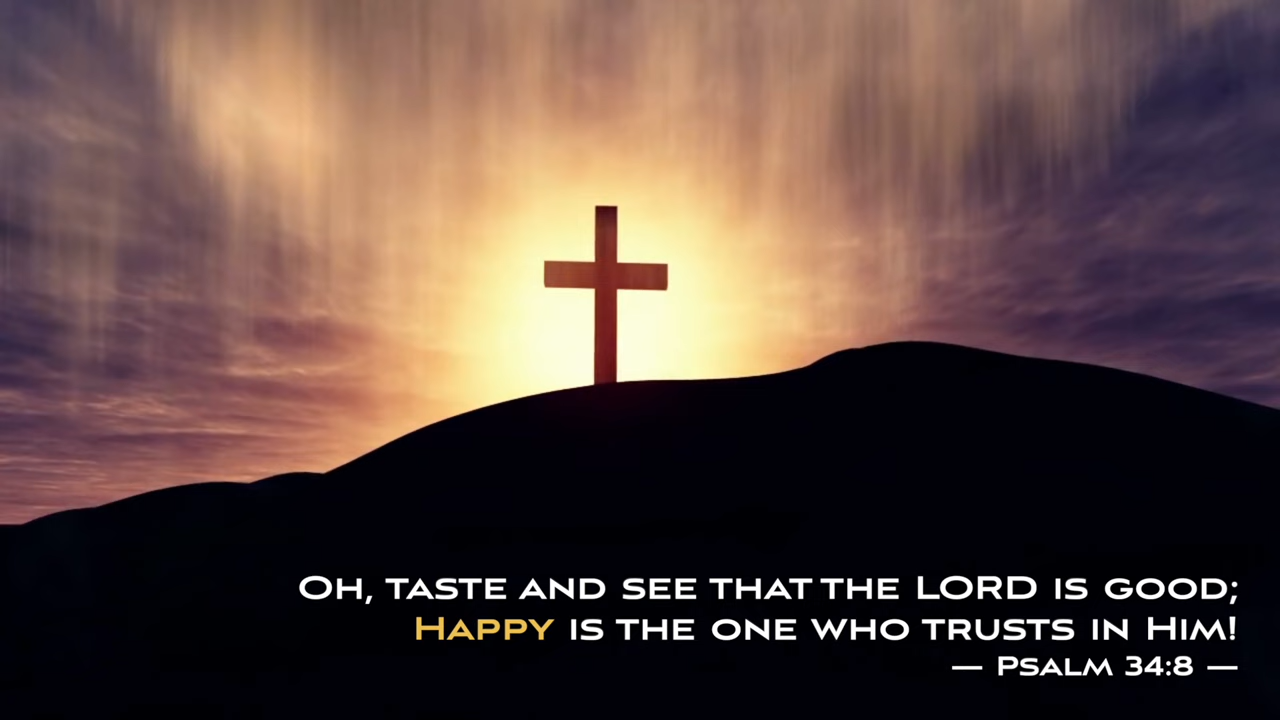 Oh, taste and see that the LORD is good;
Happy is the one who trusts in Him!
— Psalm 34:8 —